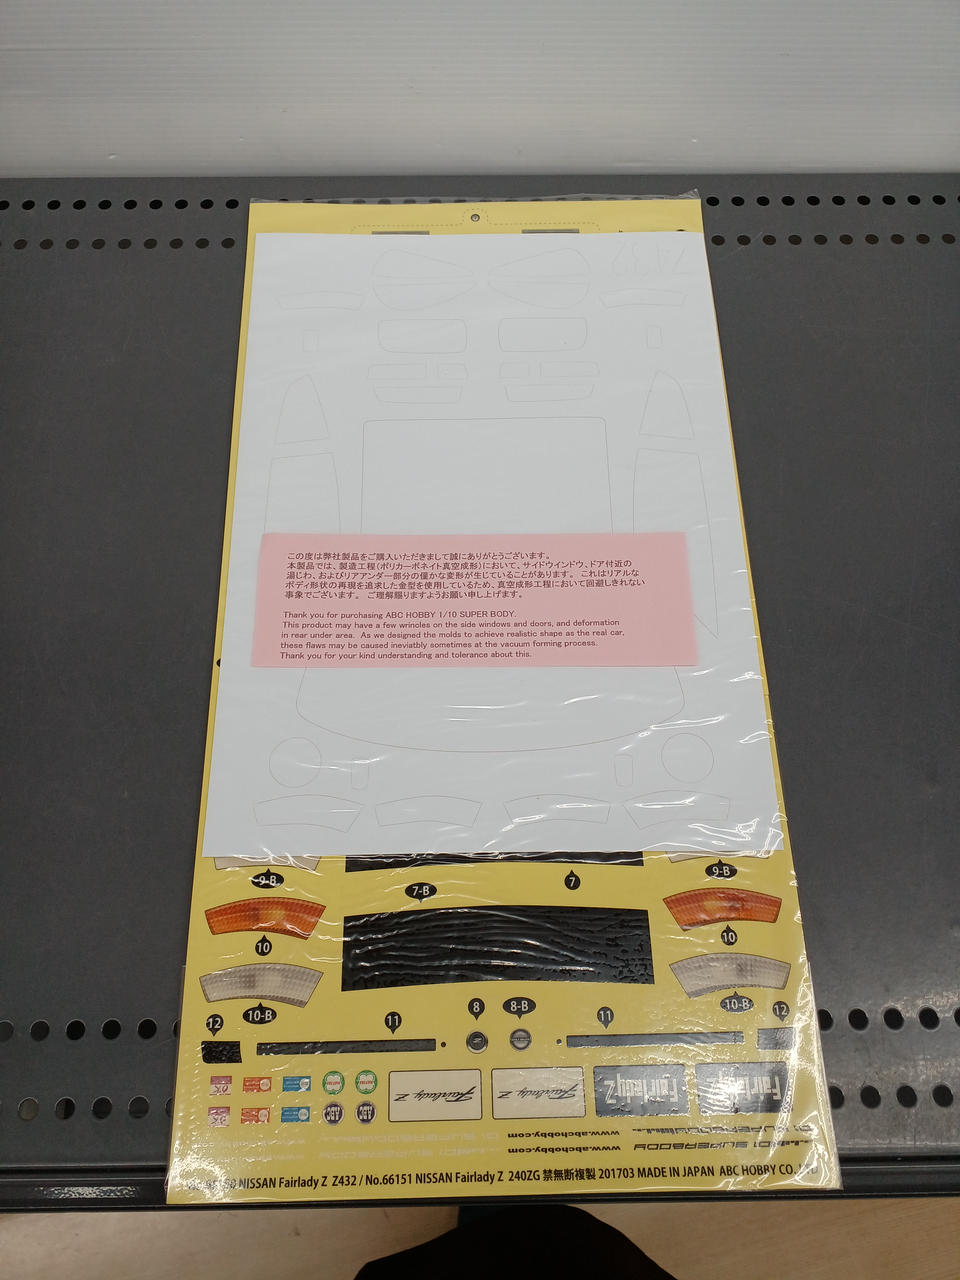 Z432
この度は弊社製品をご購入いただきまして誠にありがとうございます。
本製品では、製造工程(ポリカーボネイト真空成形)において、サイドウインドウ、ドア付近の
湯じわ、およびリアアンダー部分の僅かな変形が生じていることがあります。 これはリアルな
ボディ形状の再現を追求した金型を使用しているため、真空成形工程において回避しきれない
事象でございます。 ご理解賜りますようお願い申し上げます。
Thank you for purchasing ABC HOBBY 1/10 SUPER BODY.
This product may have a few wrincles on the side windows and doors, and deformation
in rear under area. As we designed the molds to achieve realistic shape as the real car,
these flaws may be caused ineviatbly sometimes at the vacuum forming process.
Thank you for your kind understanding and tolerance about this.
9-B 7-B 7 9-B
10 10
10-B 8 8-B 10-B
12 11 11 12
Fairlady Z Fairlady Z Fairlady Z Fairlady Z
ABC ABC
www.abchobby.com 01 SUPERBODY
www.abchobby.com 01 SUPERBODY
NISSAN Fairlady Z Z432 / No.66151 NISSAN Fairlady Z 240ZG 禁無断複製 201703 MADE IN JAPAN ABC HOBBY CO. LTD